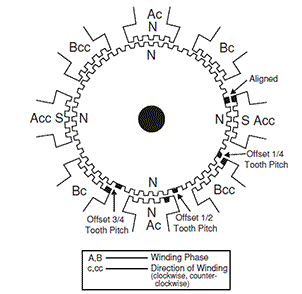 Ac
N
N
Bcc
Bc
Aligned
Acc S N
N S Acc
Offset 1/4
Tooth Pitch
Bc
Bcc
N
N
Ac
Offset 3/4
Tooth Pitch
Offset 1/2
Tooth Pitch
A,B Winding Phase
c,cc Direction of Winding
(clockwise, counter-
clockwise)